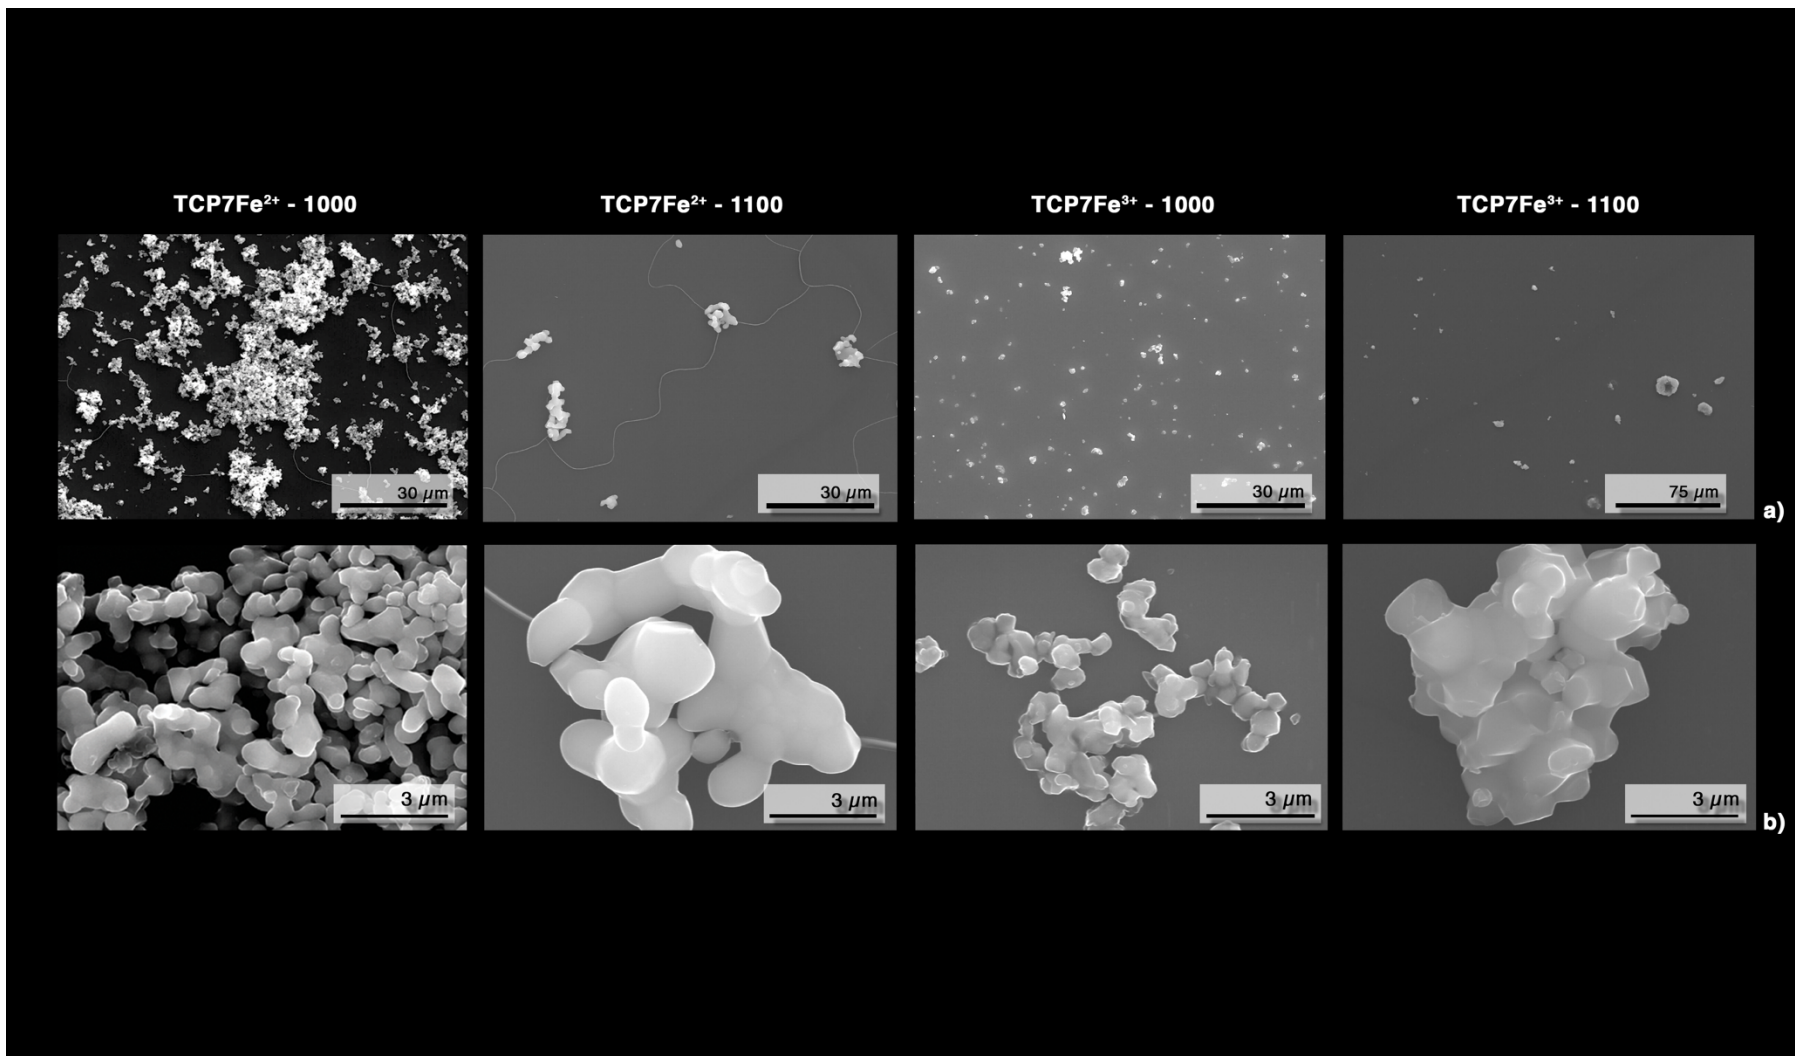 TCP7Fe²⁺ - 1000
TCP7Fe²⁺ - 1100
TCP7Fe³⁺ - 1000
TCP7Fe³⁺ - 1100
30 µm
30 µm
30 µm
75 µm
a)
3 µm
3 µm
3 µm
3 µm
b)